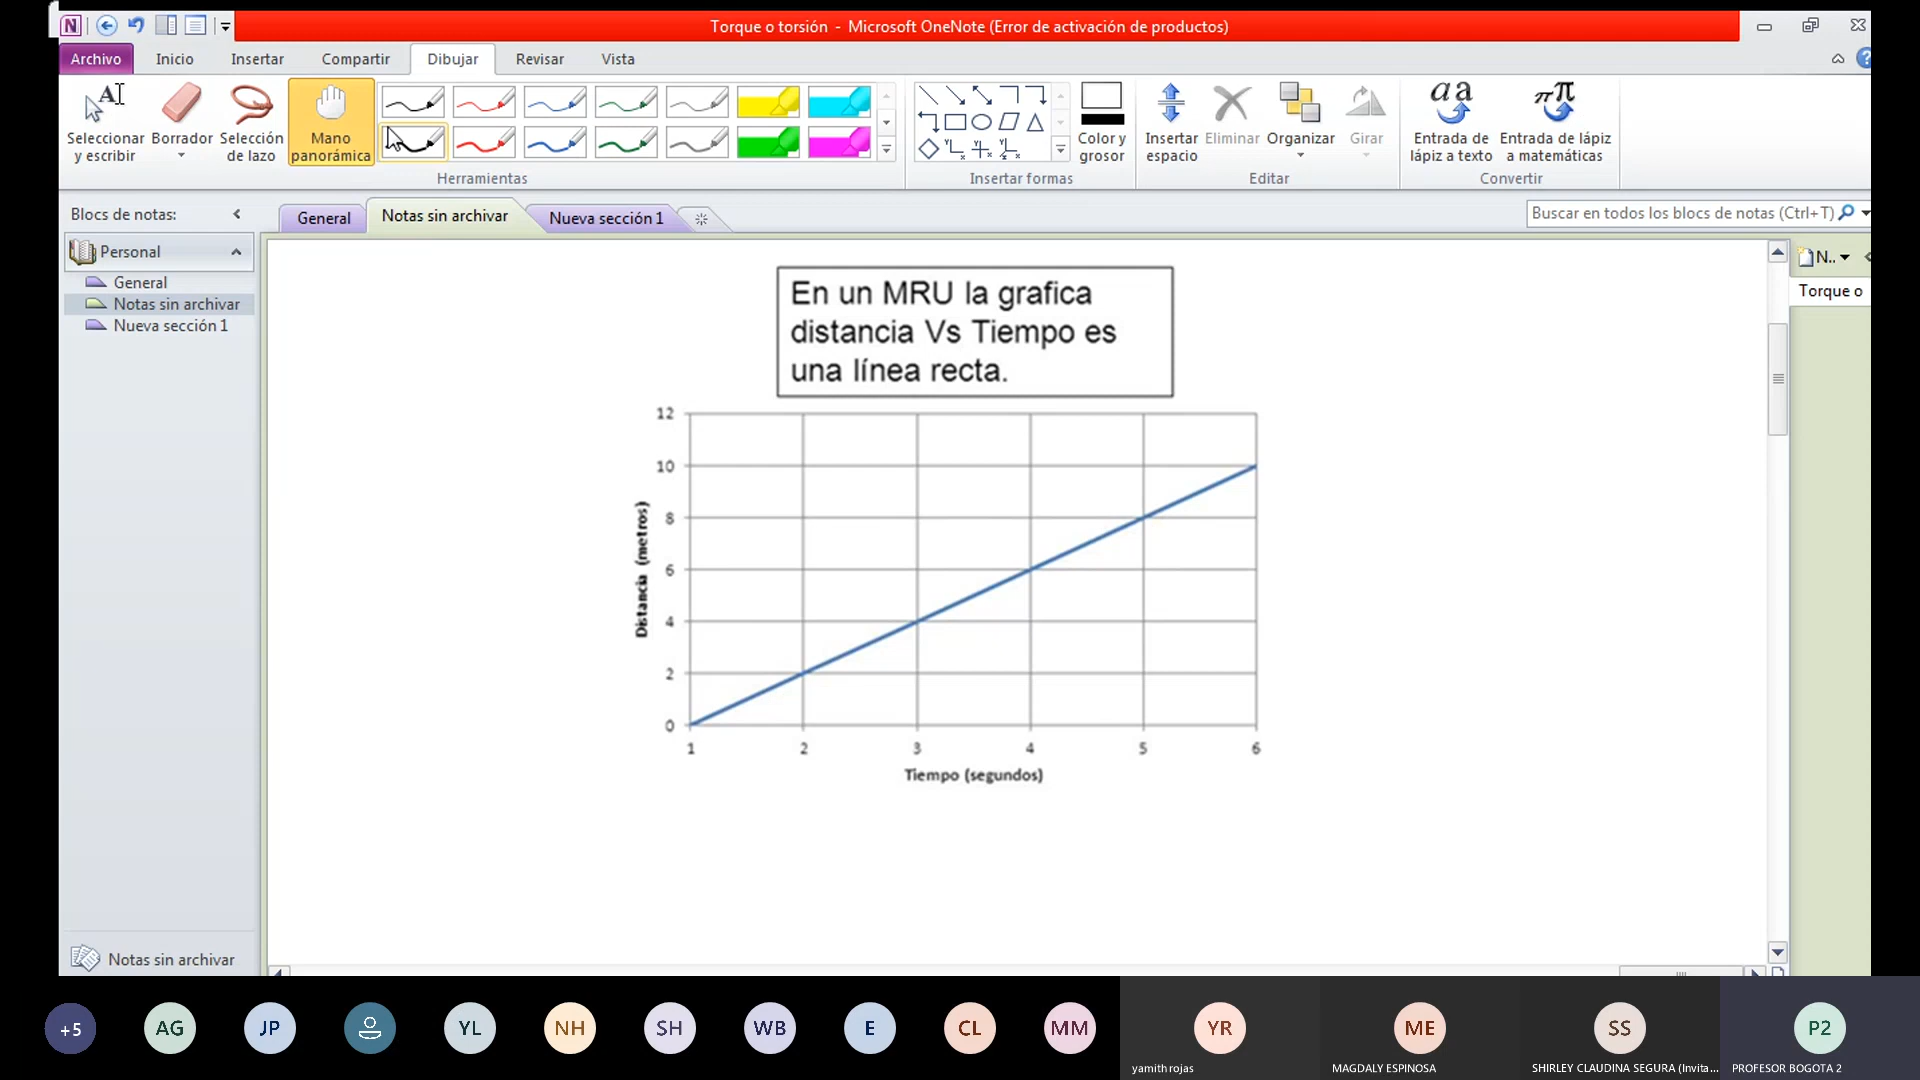 Torque o torsión - Microsoft OneNote (Error de activación de productos)
Archivo Inicio Insertar Compartir Dibujar Revisar Vista
Seleccionar y escribir
Borrador
Selección de lazo
Mano panorámica
Color y grosor
Insertar espacio
Eliminar
Organizar
Girar
Entrada de lápiz a texto
Entrada de lápiz a matemáticas
Herramientas Insertar formas Editar Convertir
Blocs de notas:
General Notas sin archivar Nueva sección 1
Buscar en todos los blocs de notas (Ctrl+T)
Personal
General
Notas sin archivar
Nueva sección 1
N..
Torque o
En un MRU la grafica
distancia Vs Tiempo es
una línea recta.
12
10
8
6
4
2
0
Distancia (metros)
1 2 3 4 5 6
Tiempo (segundos)
Notas sin archivar
+5 AG JP YL NH SH WB E CL MM YR ME SS P2
yamith rojas MAGDALY ESPINOSA SHIRLEY CLAUDINA SEGURA (Invita... PROFESOR BOGOTA 2